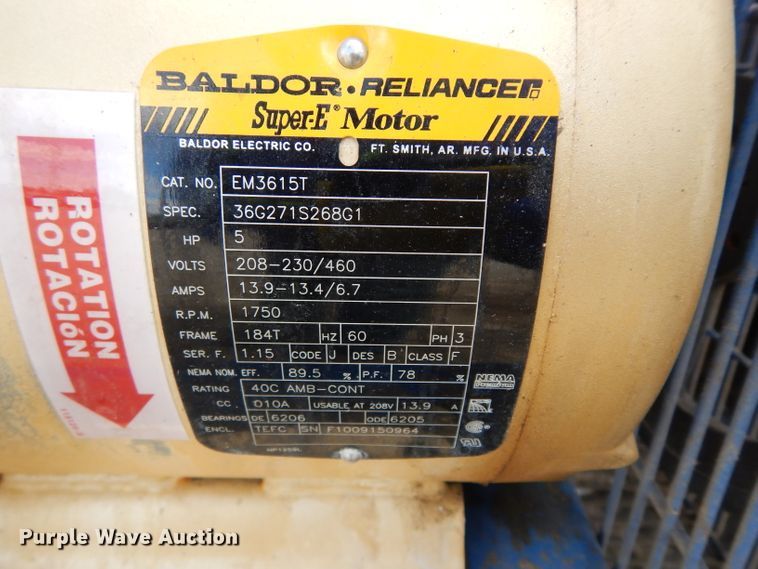 BALDOR • RELIANCE
Super-E® Motor
BALDOR ELECTRIC CO. FT. SMITH, AR. MFG. IN U.S.A.
CAT. NO. EM3615T
SPEC. 36G271S268G1
HP 5
VOLTS 208-230/460
AMPS 13.9-13.4/6.7
R.P.M. 1750
FRAME 184T HZ 60 PH 3
SER. F. 1.15 CODE J DES B CLASS F
NEMA NOM. EFF. 89.5 % P.F. 78 %
RATING 40C AMB-CONT
CC 010A USABLE AT 208V 13.9 A
BEARINGS DE 6206 ODE 6205
ENCL. TEFC SN F1009150964
NEMA
Premium
ROTATION
ROTACIÓN
Purple Wave Auction